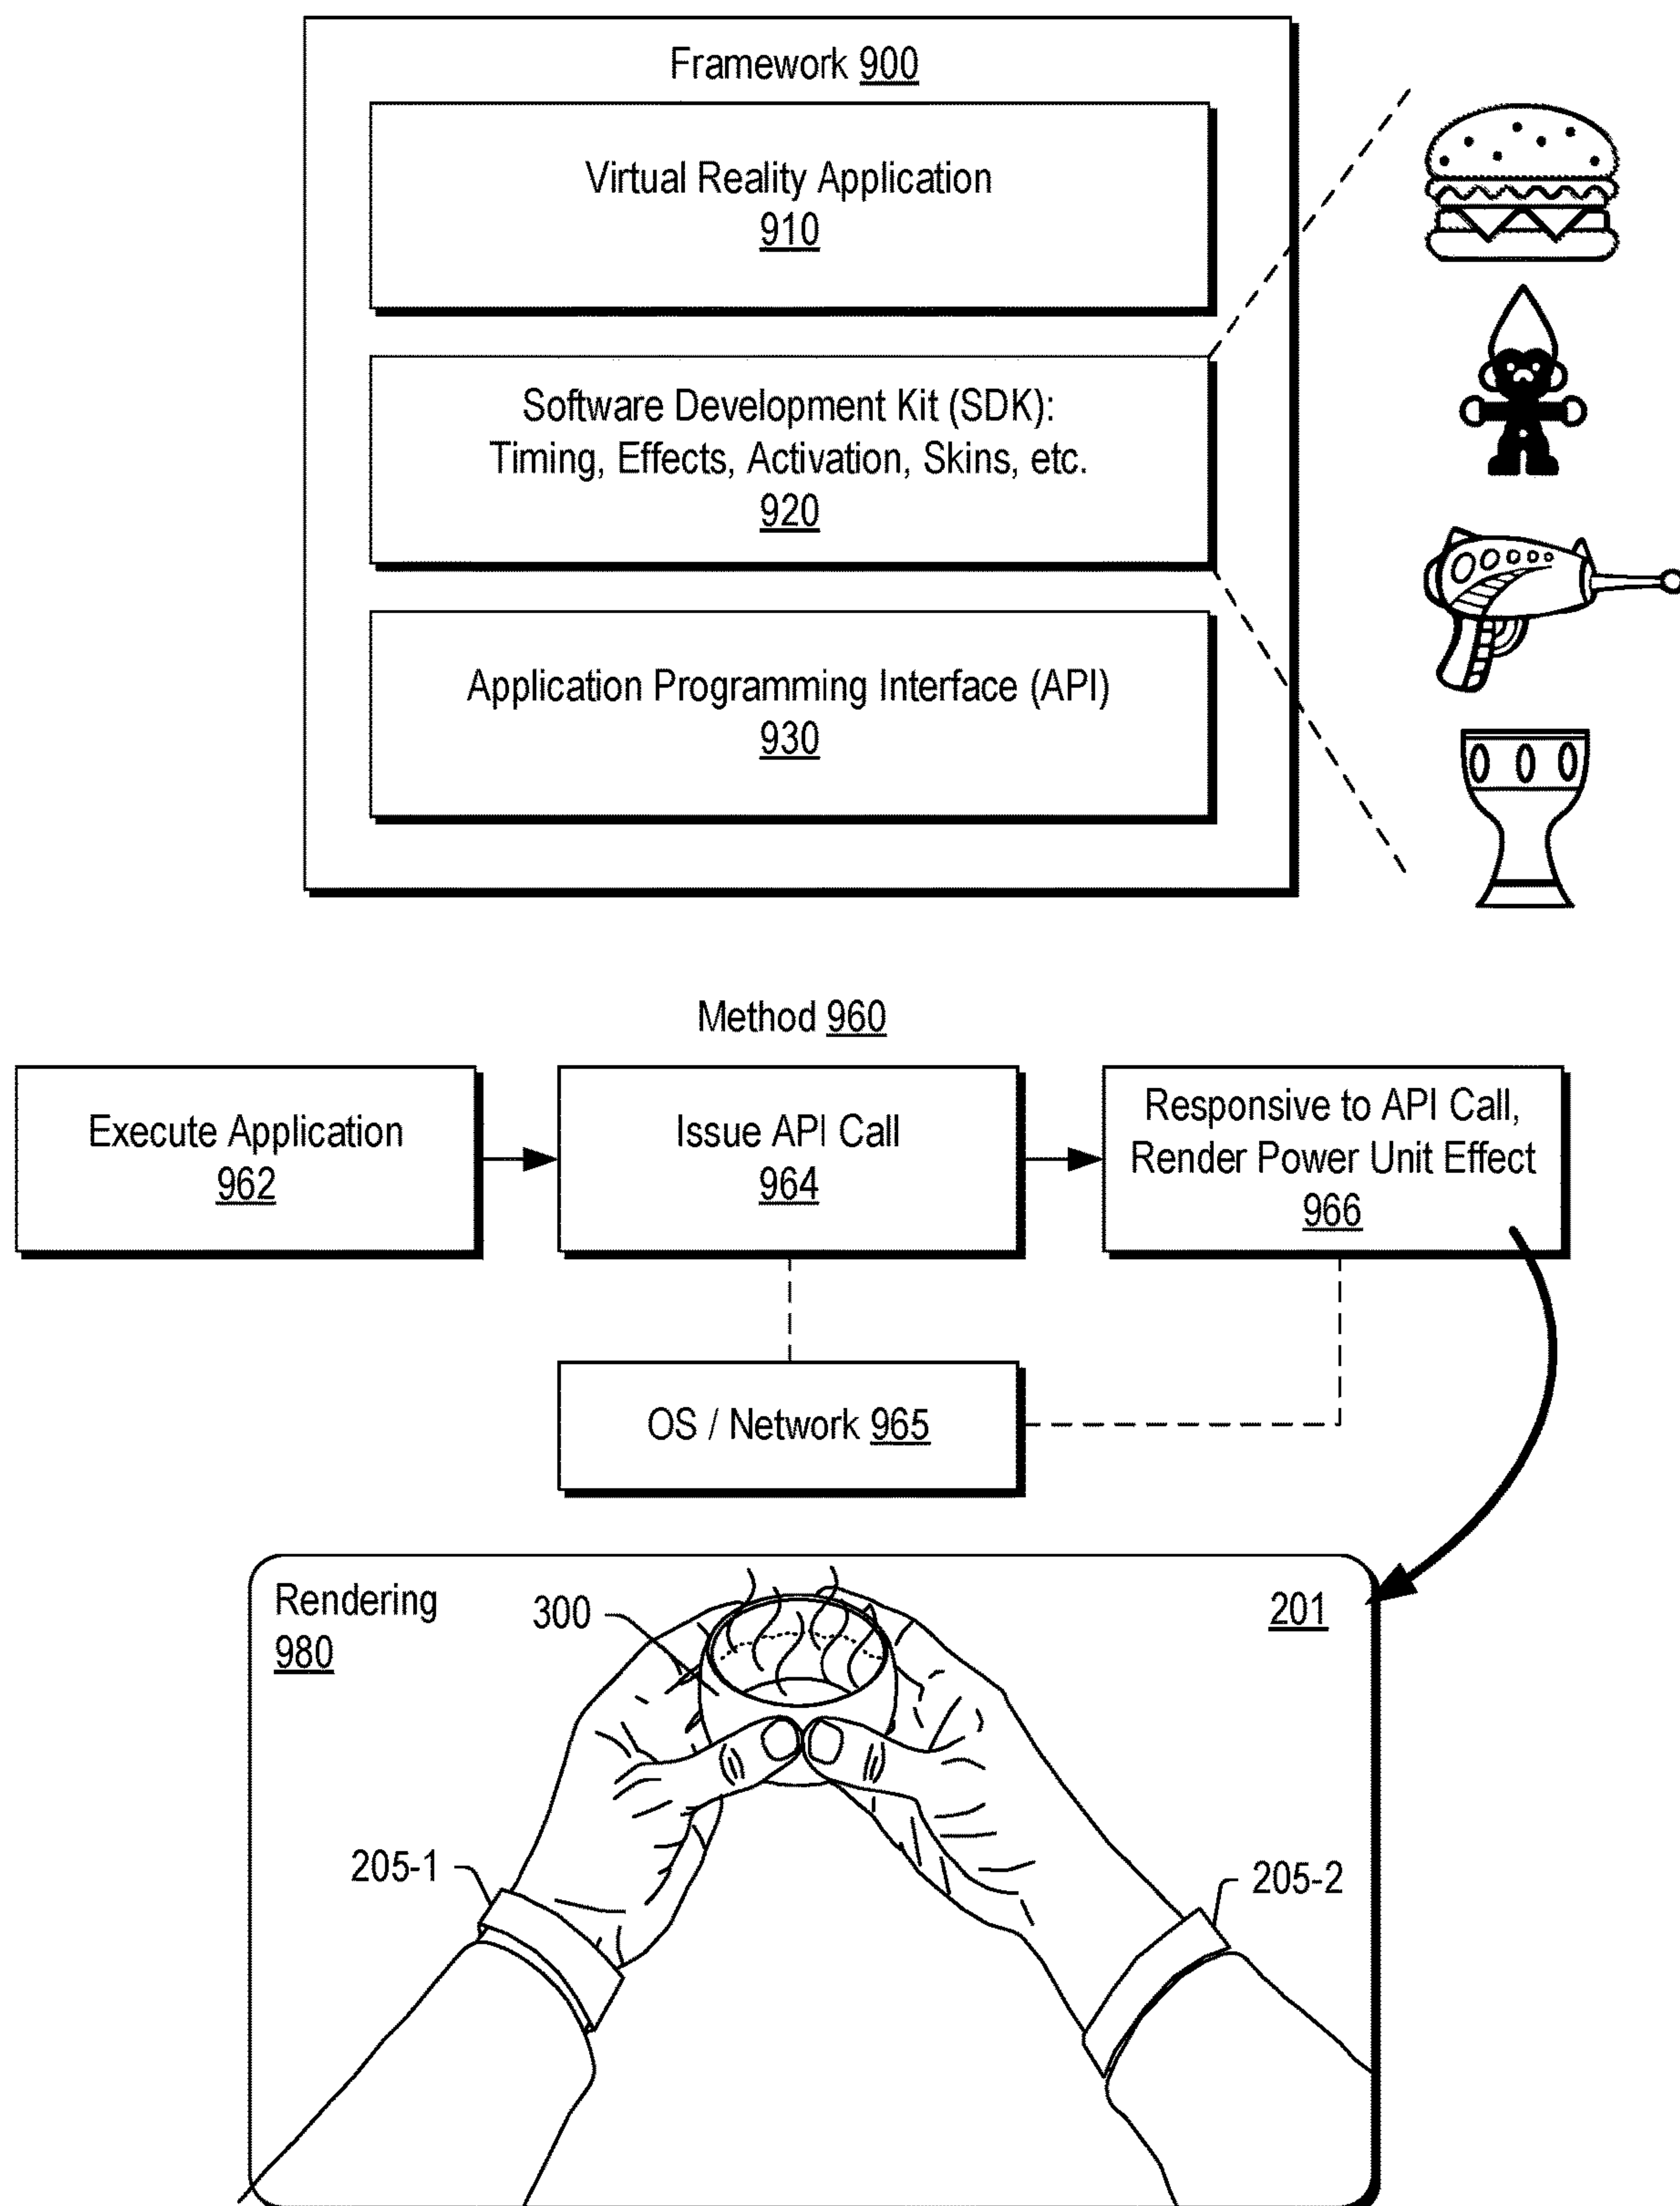 Framework 900
Virtual Reality Application
910
Software Development Kit (SDK):
Timing, Effects, Activation, Skins, etc.
920
Application Programming Interface (API)
930
Method 960
Execute Application
962
Issue API Call
964
Responsive to API Call,
Render Power Unit Effect
966
OS / Network 965
Rendering
980
300
201
205-1
205-2